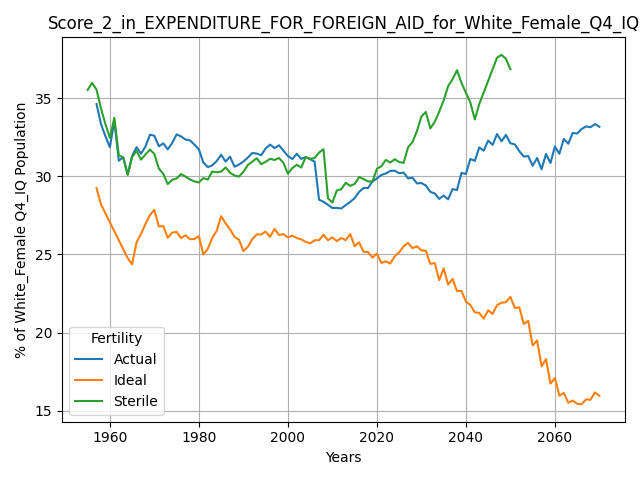 Score_2_in_EXPENDITURE_FOR_FOREIGN_AID_for_White_Female_Q4_IQ
% of White_Female Q4_IQ Population
35
30
25
20
15
Fertility
Actual
Ideal
Sterile
1960
1980
2000
2020
2040
2060
Years